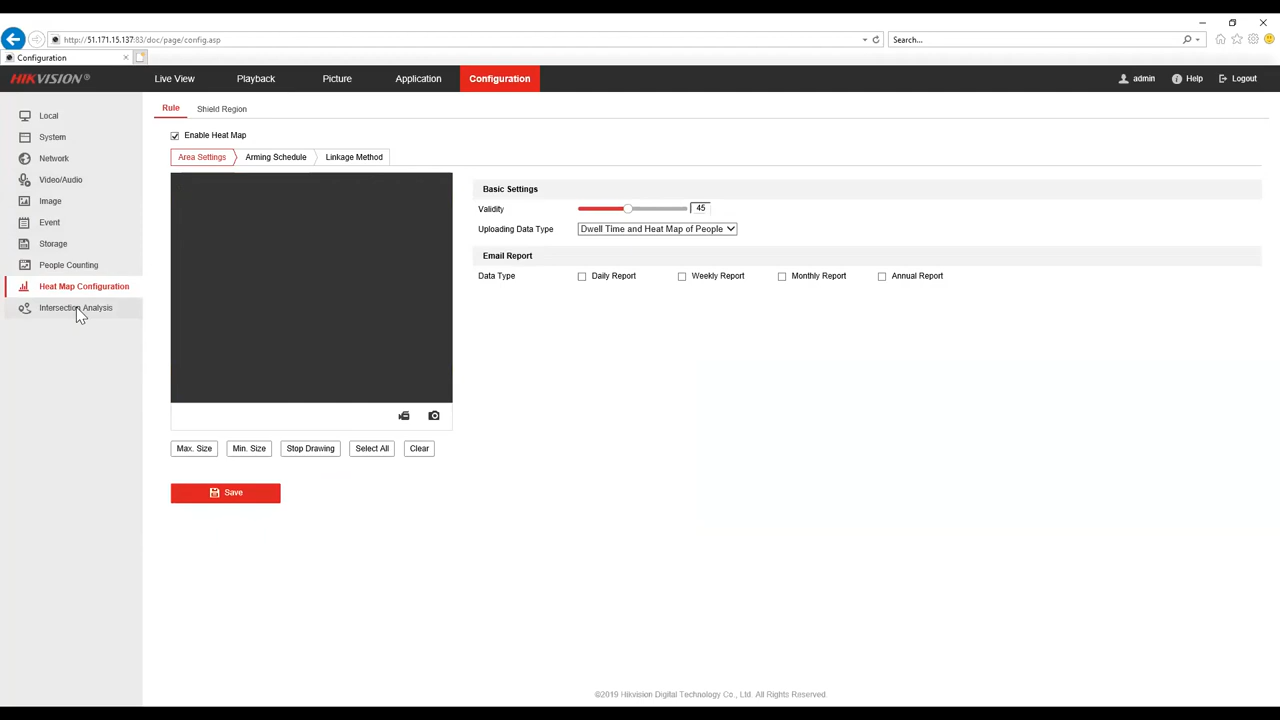 http://51.171.15.137:83/doc/page/config.asp
Search...
Configuration
HIKVISION®
Live View
Playback
Picture
Application
Configuration
admin
Help
Logout
Local
System
Network
Video/Audio
Image
Event
Storage
People Counting
Heat Map Configuration
Intersection Analysis
Rule
Shield Region
Enable Heat Map
Area Settings
Arming Schedule
Linkage Method
Basic Settings
Validity
45
Uploading Data Type
Dwell Time and Heat Map of People
Email Report
Data Type
Daily Report
Weekly Report
Monthly Report
Annual Report
Max. Size
Min. Size
Stop Drawing
Select All
Clear
Save
©2019 Hikvision Digital Technology Co., Ltd. All Rights Reserved.